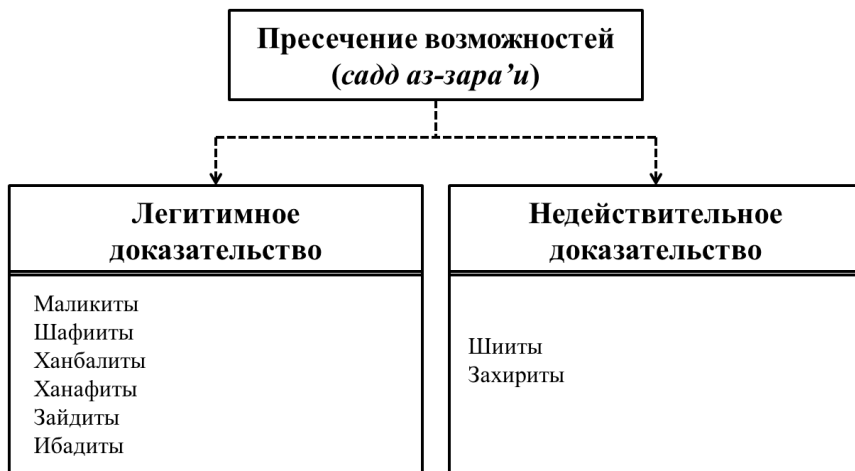 Пресечение возможностей
(садд аз-зара’и)
Легитимное
доказательство
Маликиты
Шафииты
Ханбалиты
Ханафиты
Зайдиты
Ибадиты
Недействительное
доказательство
Шииты
Захириты